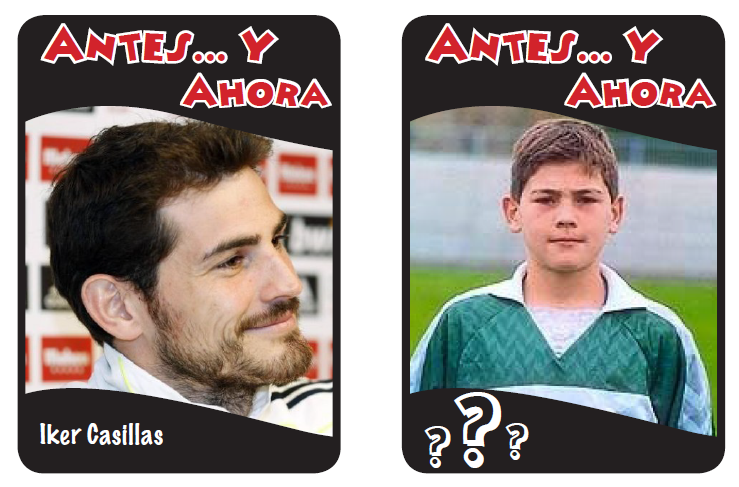 ANTES... Y
AHORA
Iker Casillas
ANTES... Y
AHORA
? ? ?